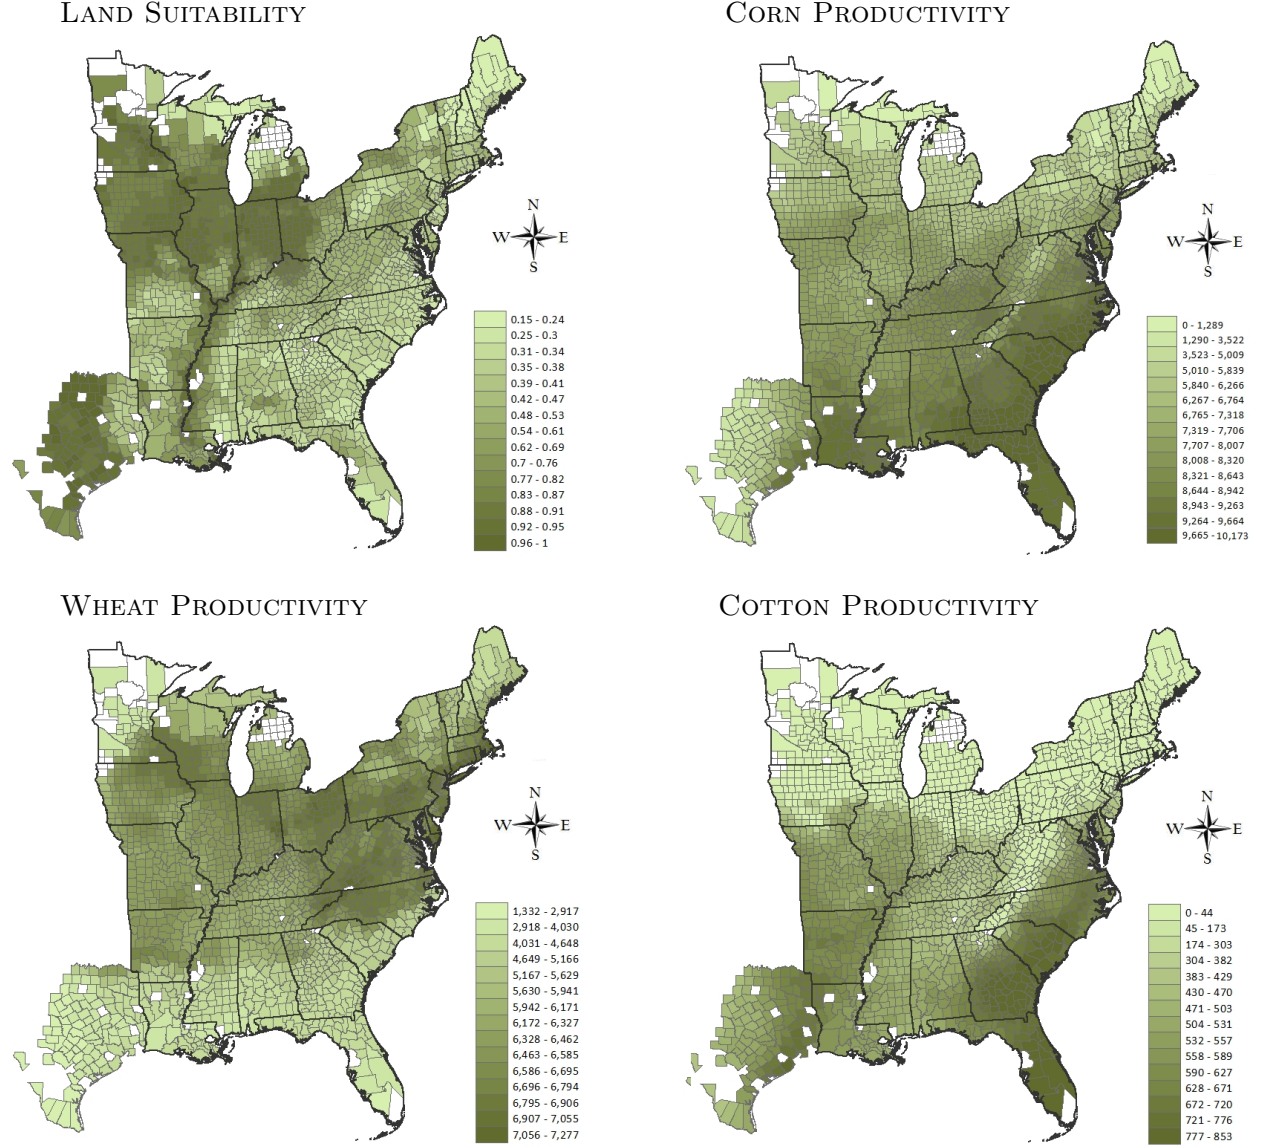 LAND SUITABILITY
N
W E
S
0.15 - 0.24
0.25 - 0.3
0.31 - 0.34
0.35 - 0.38
0.39 - 0.41
0.42 - 0.47
0.48 - 0.53
0.54 - 0.61
0.62 - 0.69
0.7 - 0.76
0.77 - 0.82
0.83 - 0.87
0.88 - 0.91
0.92 - 0.95
0.96 - 1
CORN PRODUCTIVITY
N
W E
S
0 - 1,289
1,290 - 3,522
3,523 - 5,009
5,010 - 5,839
5,840 - 6,266
6,267 - 6,764
6,765 - 7,318
7,319 - 7,706
7,707 - 8,007
8,008 - 8,320
8,321 - 8,643
8,644 - 8,942
8,943 - 9,263
9,264 - 9,664
9,665 - 10,173
WHEAT PRODUCTIVITY
N
W E
S
1,332 - 2,917
2,918 - 4,030
4,031 - 4,648
4,649 - 5,166
5,167 - 5,629
5,630 - 5,941
5,942 - 6,171
6,172 - 6,327
6,328 - 6,462
6,463 - 6,585
6,586 - 6,695
6,696 - 6,794
6,795 - 6,906
6,907 - 7,055
7,056 - 7,277
COTTON PRODUCTIVITY
N
W E
S
0 - 44
45 - 173
174 - 303
304 - 382
383 - 429
430 - 470
471 - 503
504 - 531
532 - 557
558 - 589
590 - 627
628 - 671
672 - 720
721 - 776
777 - 853